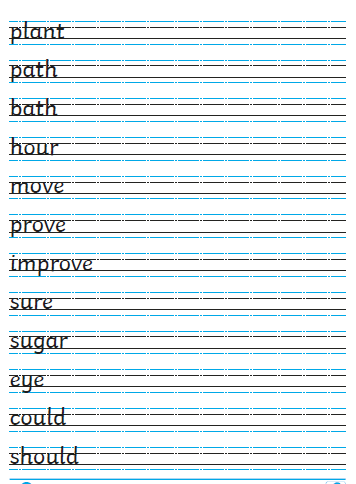 plant
path
bath
hour
move
prove
improve
sure
sugar
eye
could
should